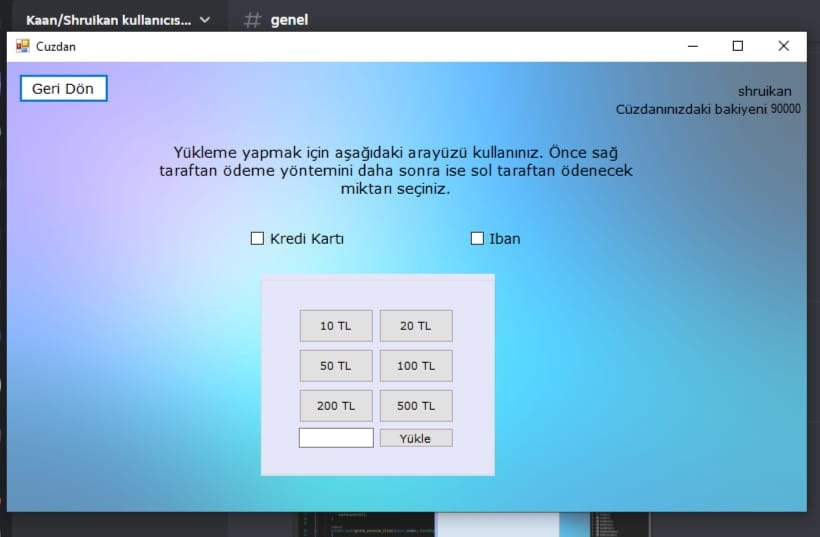 Kaan/Shruikan kullanıcıs...
# genel
Cuzdan
Geri Dön
shruikan
Cüzdanınızdaki bakiyeni 90000
Yükleme yapmak için aşağıdaki arayüzü kullanınız. Önce sağ
taraftan ödeme yöntemini daha sonra ise sol taraftan ödenecek
miktarı seçiniz.
Kredi Kartı
Iban
10 TL
20 TL
50 TL
100 TL
200 TL
500 TL
Yükle